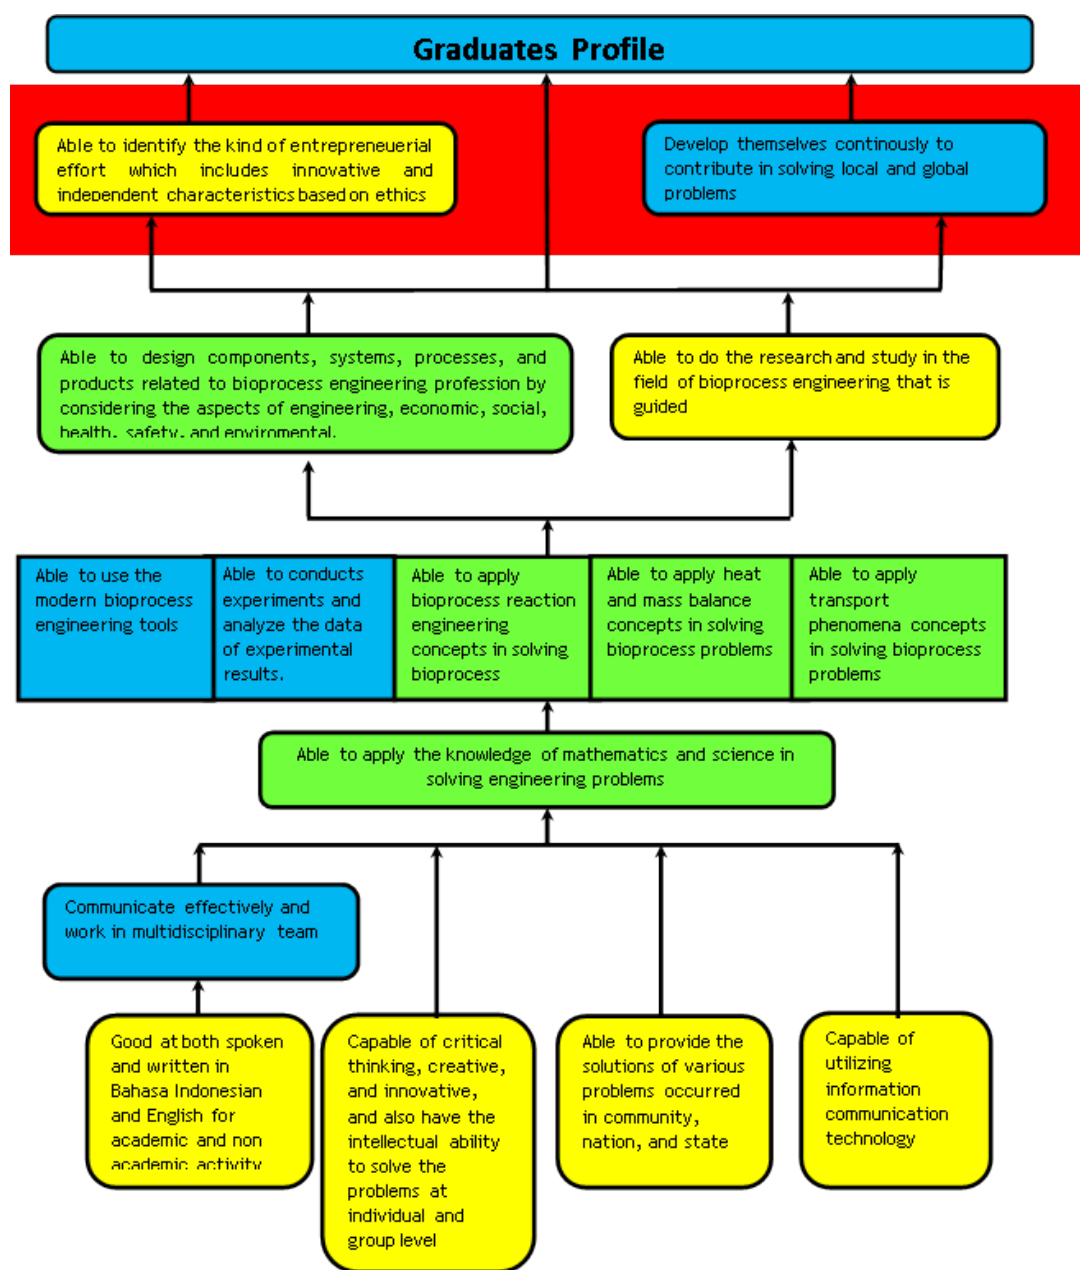 Graduates Profile
Able to identify the kind of entrepreneuerial
effort which includes innovative and
independent characteristics based on ethics
Develop themselves continously to
contribute in solving local and global
problems
Able to design components, systems, processes, and
products related to bioprocess engineering profession by
considering the aspects of engineering, economic, social,
health, safety, and enviromental.
Able to do the research and study in the
field of bioprocess engineering that is
guided
Able to use the
modern bioprocess
engineering tools
Able to conducts
experiments and
analyze the data
of experimental
results.
Able to apply
bioprocess reaction
engineering
concepts in solving
bioprocess
Able to apply heat
and mass balance
concepts in solving
bioprocess problems
Able to apply
transport
phenomena concepts
in solving bioprocess
problems
Able to apply the knowledge of mathematics and science in
solving engineering problems
Communicate effectively and
work in multidisciplinary team
Good at both spoken
and written in
Bahasa Indonesian
and English for
academic and non
academic activity
Capable of critical
thinking, creative,
and innovative,
and also have the
intellectual ability
to solve the
problems at
individual and
group level
Able to provide the
solutions of various
problems occurred
in community,
nation, and state
Capable of
utilizing
information
communication
technology